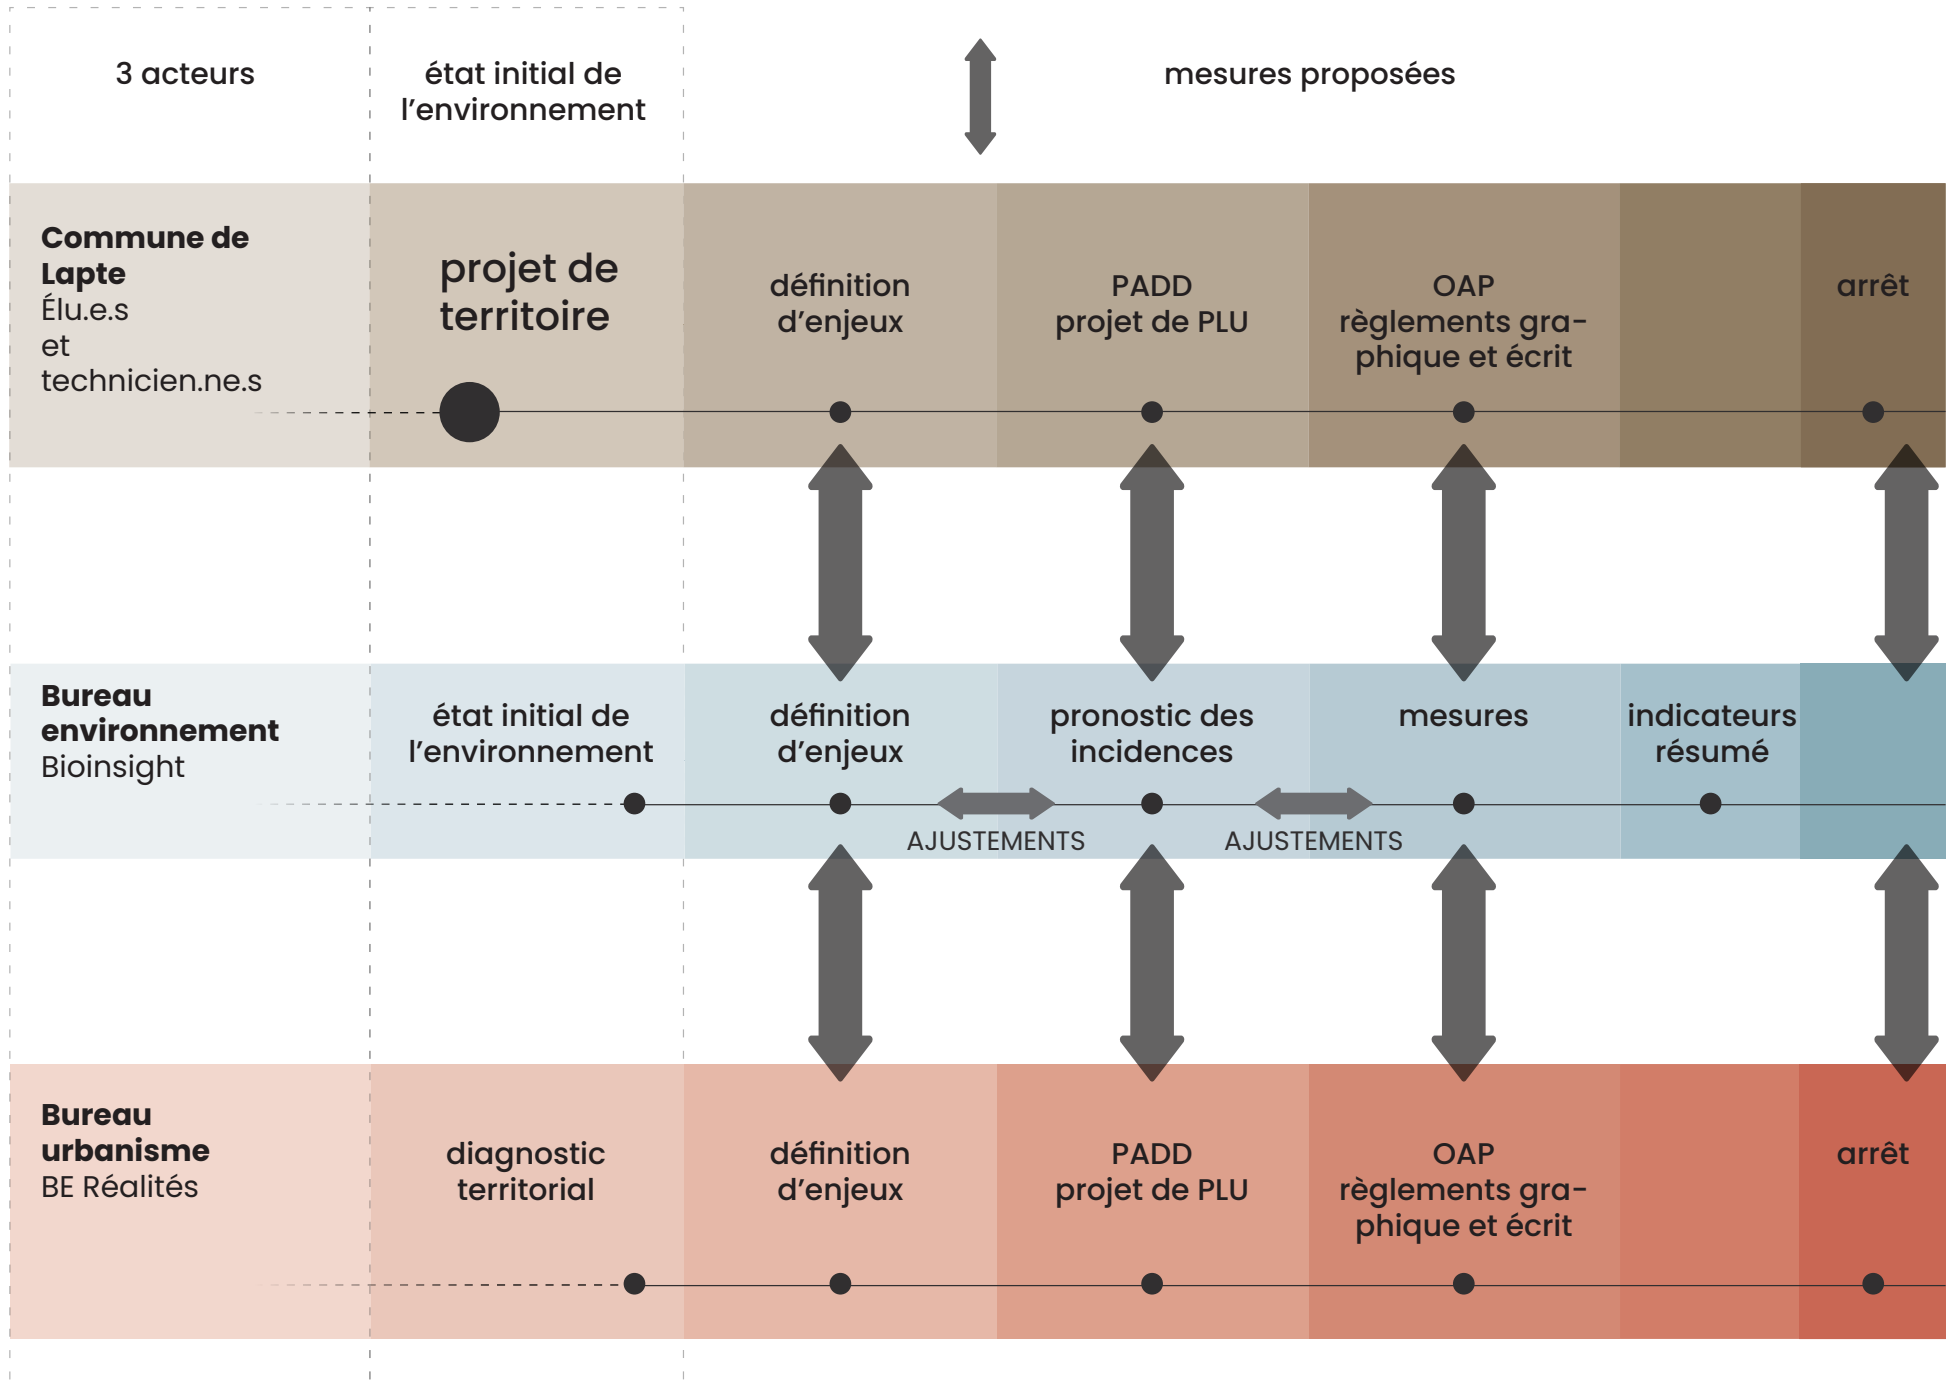 3 acteurs
état initial de
l'environnement
mesures proposées
Commune de
Lapte
Élu.e.s
et
technicien.ne.s
projet de
territoire
définition
d'enjeux
PADD
projet de PLU
OAP
règlements gra-
phique et écrit
arrêt
Bureau
environnement
Bioinsight
état initial de
l'environnement
définition
d'enjeux
pronostic des
incidences
mesures
indicateurs
résumé
AJUSTEMENTS
AJUSTEMENTS
Bureau
urbanisme
BE Réalités
diagnostic
territorial
définition
d'enjeux
PADD
projet de PLU
OAP
règlements gra-
phique et écrit
arrêt